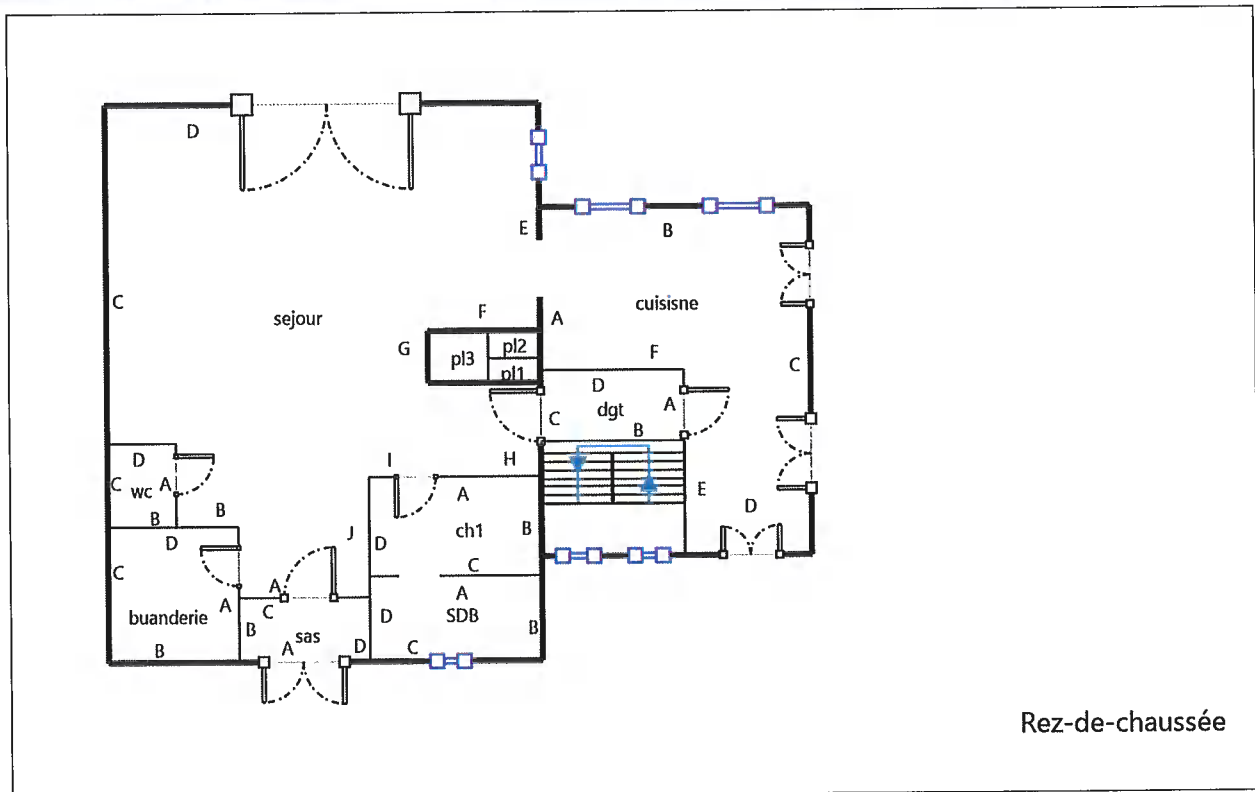 D
E
B
C
sejour
F
A
cuisisne
G
pl3
pl2
pl1
F
C
D
dgt
A
C
B
D
C
wc
A
B
B
I
H
A
ch1
B
J
D
C
E
D
D
C
buanderie
A
B
A
C
B
sas
A
D
A
SDB
D
B
C
Rez-de-chaussée